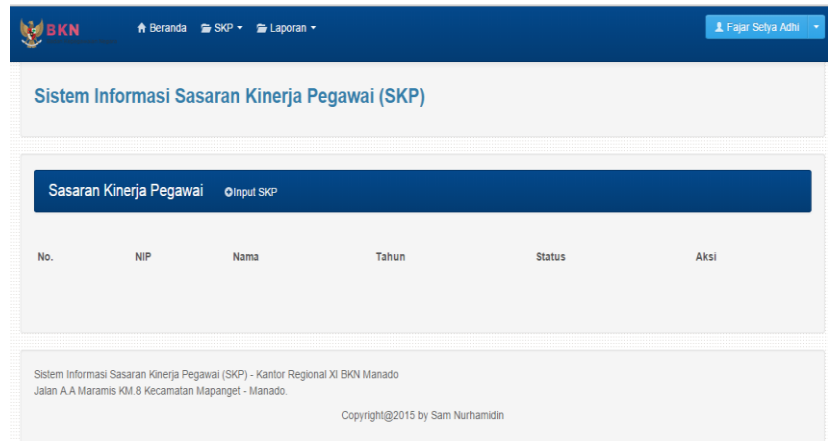 BKN Beranda SKP Laporan Fajar Setya Adhi
Sistem Informasi Sasaran Kinerja Pegawai (SKP)
Sasaran Kinerja Pegawai Input SKP
No. NIP Nama Tahun Status Aksi
Sistem Informasi Sasaran Kinerja Pegawai (SKP) - Kantor Regional XI BKN Manado
Jalan A.A Maramis KM.8 Kecamatan Mapanget - Manado.
Copyright@2015 by Sam Nurhamidin